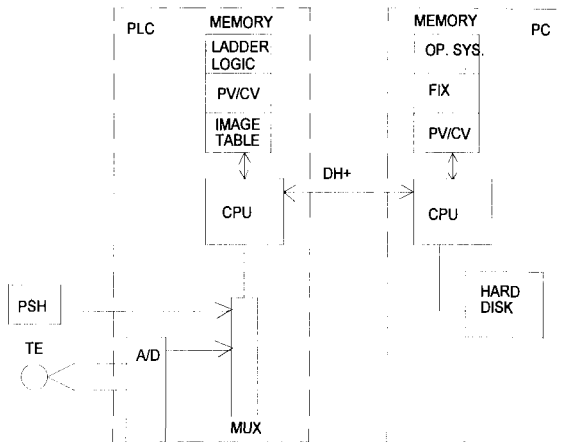 PLC
MEMORY
LADDER
LOGIC
PV/CV
IMAGE
TABLE
CPU
DH+
MEMORY
PC
OP. SYS.
FIX
PV/CV
CPU
HARD
DISK
PSH
TE
A/D
MUX